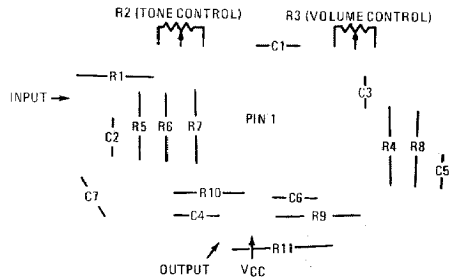 R2 (TONE CONTROL) R3 (VOLUME CONTROL)
C1
R1
C3
INPUT
C2 R5 R6 R7 PIN 1 R4 R8
C5
C7 R10 C6
C4 R9
R11
OUTPUT VCC